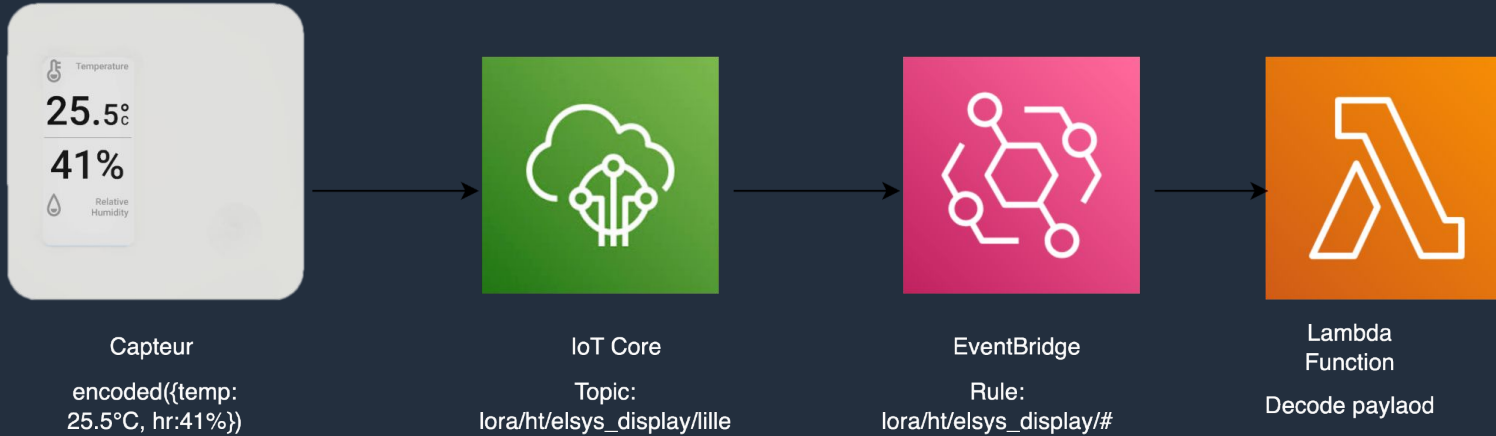 Temperature
25.5°C
41%
Relative
Humidity
Capteur
encoded({temp:
25.5°C, hr:41%})
IoT Core
Topic:
lora/ht/elsys_display/lille
EventBridge
Rule:
lora/ht/elsys_display/#
Lambda
Function
Decode paylaod